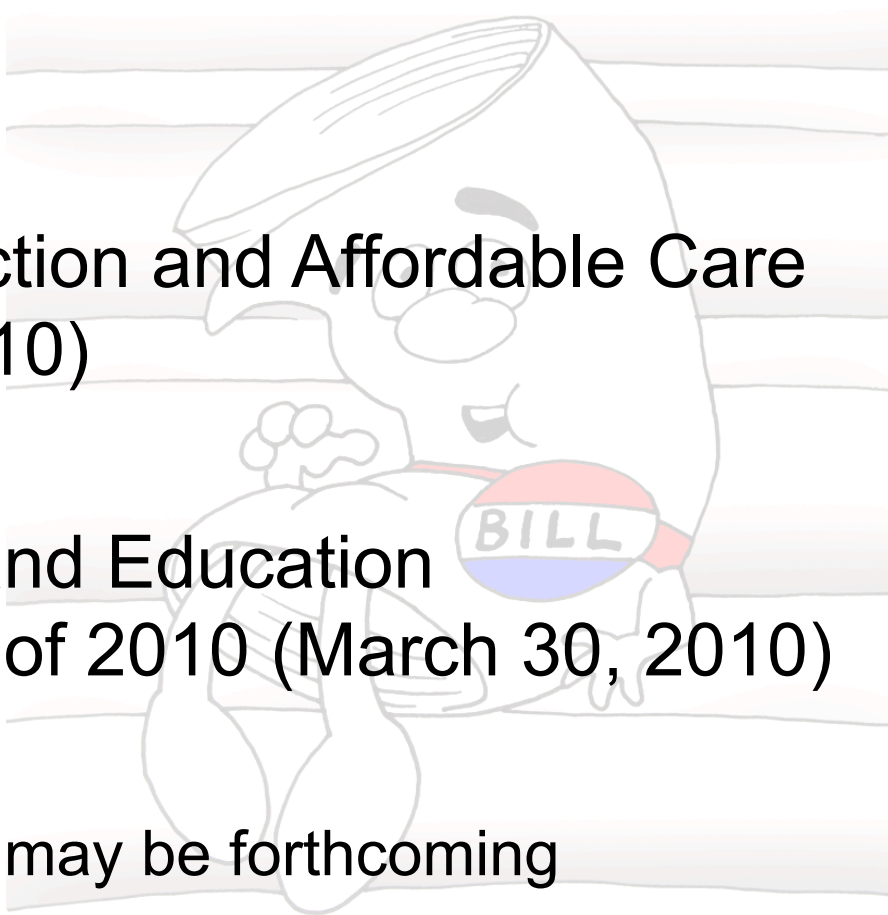 ction and Affordable Care
10)
BILL
nd Education
of 2010 (March 30, 2010)
may be forthcoming